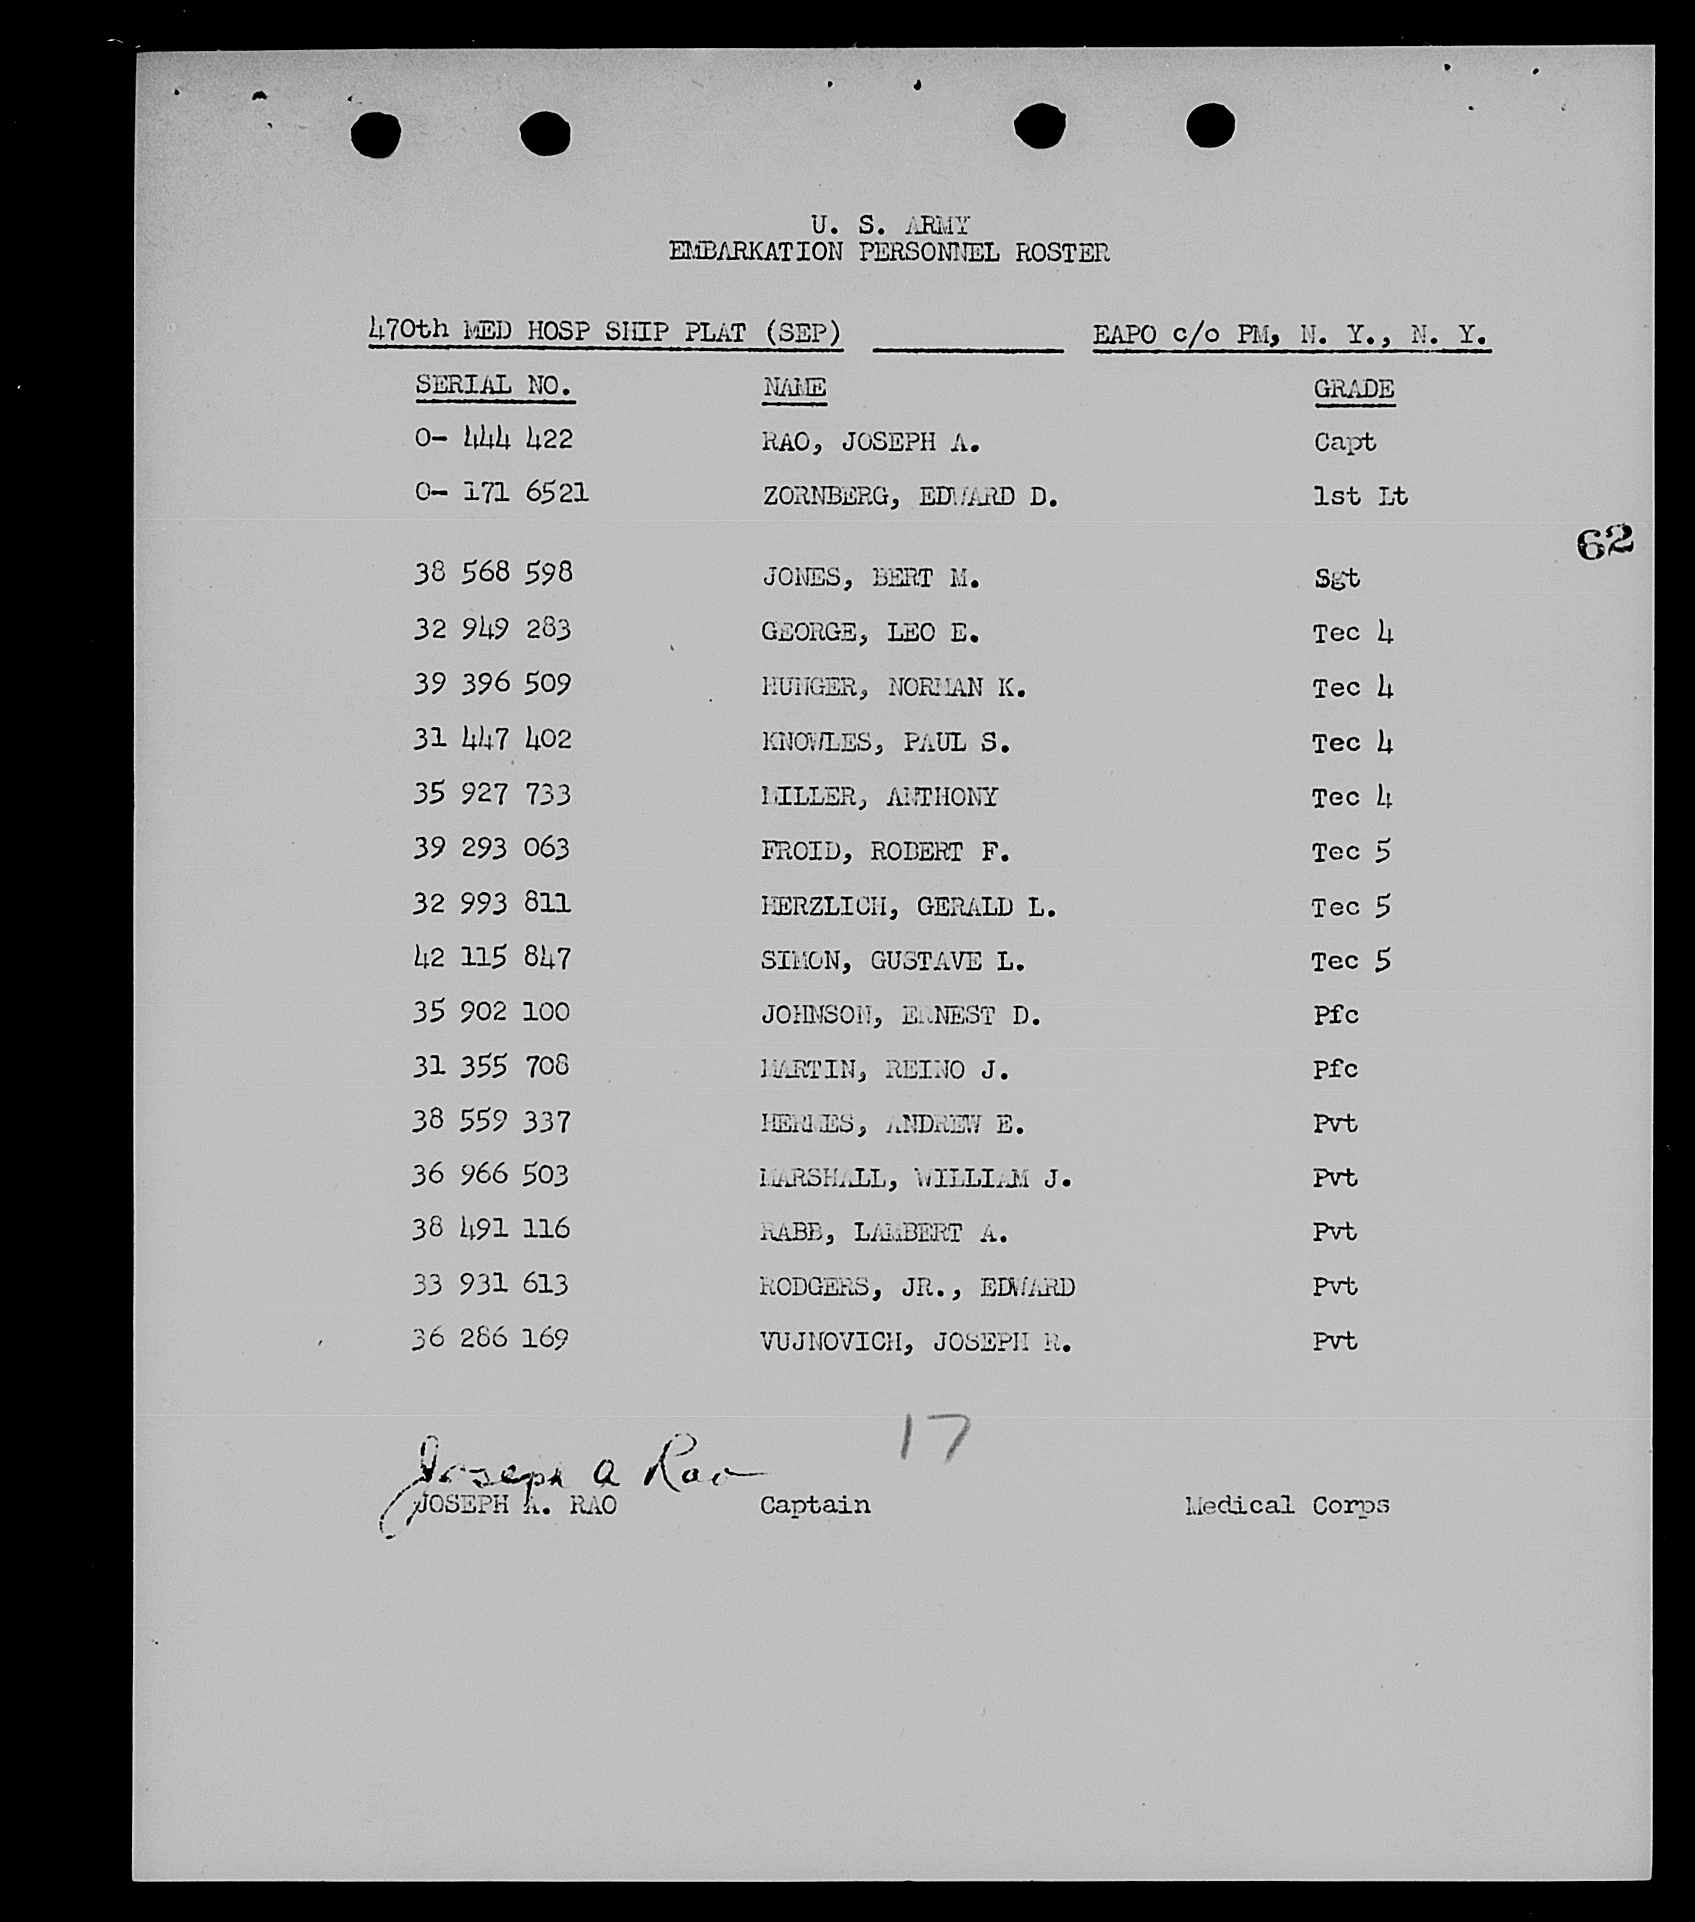 U. S. ARMY
EMBARKATION PERSONNEL ROSTER
470th MED HOSP SHIP PLAT (SEP) EAPO c/o PM, N. Y., N. Y.
SERIAL NO. NAME GRADE
O- 444 422 RAO, JOSEPH A. Capt
O- 171 6521 ZORNBERG, EDWARD D. 1st Lt
62
38 568 598 JONES, BERT M. Sgt
32 949 283 GEORGE, LEO E. Tec 4
39 396 509 HUNGER, NORMAN K. Tec 4
31 447 402 KNOWLES, PAUL S. Tec 4
35 927 733 MILLER, ANTHONY Tec 4
39 293 063 FROID, ROBERT F. Tec 5
32 993 811 HERZLICH, GERALD L. Tec 5
42 115 847 SIMON, GUSTAVE L. Tec 5
35 902 100 JOHNSON, ERNEST D. Pfc
31 355 708 MARTIN, REINO J. Pfc
38 559 337 HERMES, ANDREW E. Pvt
36 966 503 MARSHALL, WILLIAM J. Pvt
38 491 116 RABB, LAMBERT A. Pvt
33 931 613 RODGERS, JR., EDWARD Pvt
36 286 169 VUJNOVICH, JOSEPH R. Pvt
17
Joseph A Rao
JOSEPH A. RAO Captain Medical Corps